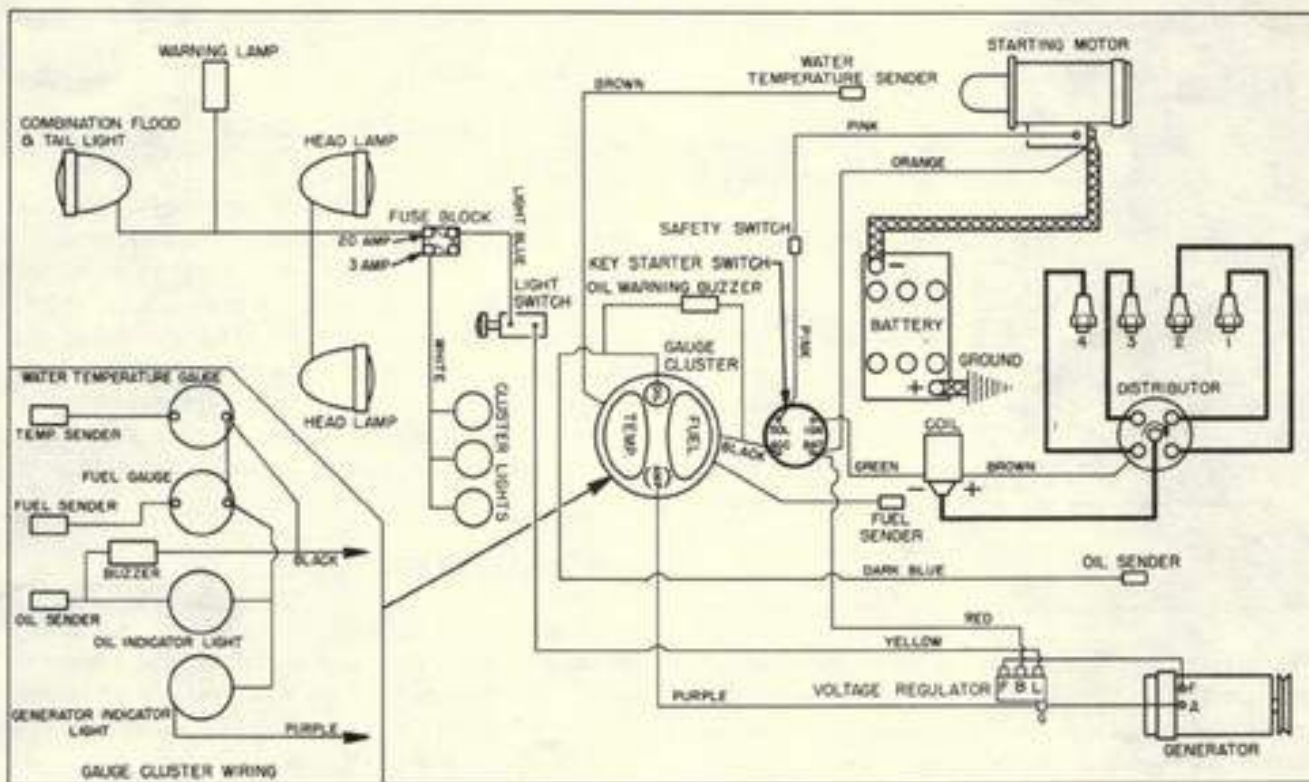 WARNING LAMP
COMBINATION FLOOD
& TAIL LIGHT
HEAD LAMP
FUSE BLOCK
20 AMP
3 AMP
LIGHT BLUE
LIGHT
SWITCH
WHITE
HEAD LAMP
CLUSTER LIGHTS
BROWN
WATER
TEMPERATURE SENDER
STARTING MOTOR
PINK
ORANGE
SAFETY SWITCH
KEY STARTER SWITCH
OIL WARNING BUZZER
PINK
GAUGE
CLUSTER
TEMP
FUEL
BLACK
SOL
IGN
ACC
BAT
-
BATTERY
+
GROUND
4
3
2
1
DISTRIBUTOR
COIL
GREEN
BROWN
-
+
FUEL
SENDER
DARK BLUE
OIL SENDER
RED
YELLOW
PURPLE
VOLTAGE REGULATOR
F B L
G
F
A
GENERATOR
WATER TEMPERATURE GAUGE
TEMP. SENDER
FUEL GAUGE
FUEL SENDER
BLACK
BUZZER
OIL SENDER
OIL INDICATOR LIGHT
GENERATOR INDICATOR
LIGHT
PURPLE
GAUGE CLUSTER WIRING